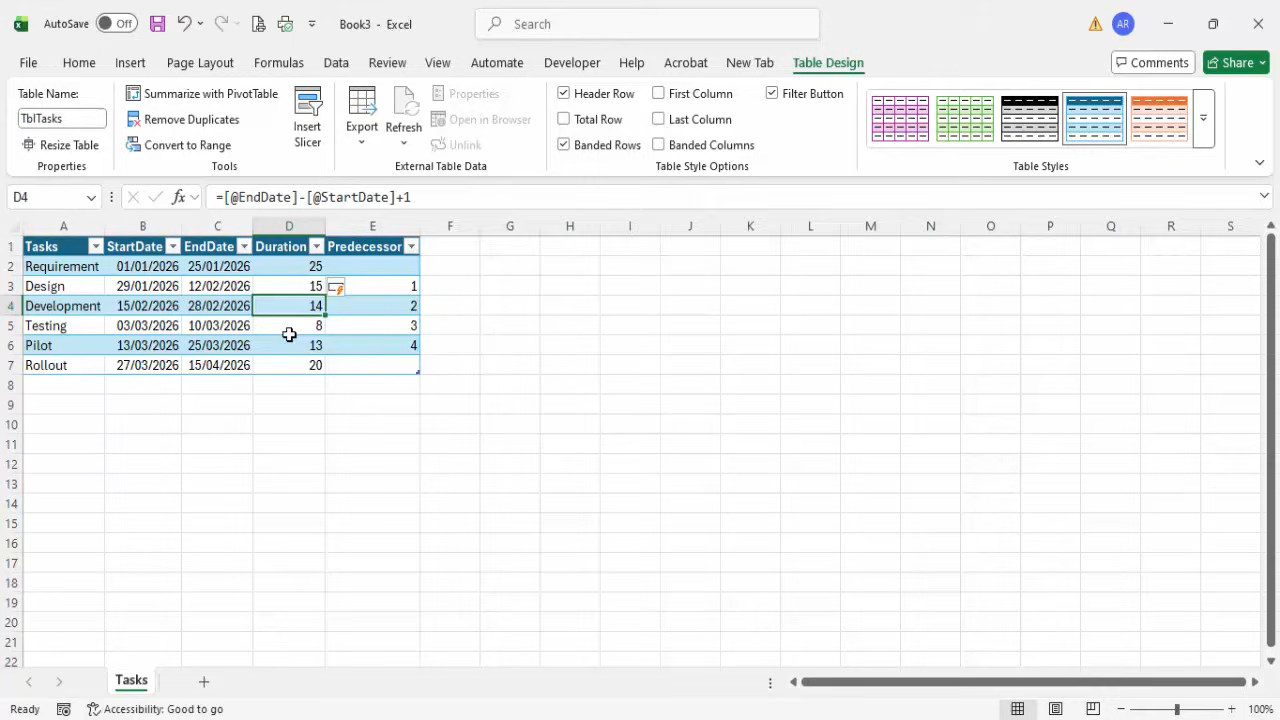 AutoSave Off Book3 - Excel Search AR
File Home Insert Page Layout Formulas Data Review View Automate Developer Help Acrobat New Tab Table Design Comments Share
Table Name:
TblTasks
Resize Table
Properties
Summarize with PivotTable
Remove Duplicates
Convert to Range
Insert
Slicer
Tools
Export
Refresh
Properties
Open in Browser
Unlink
External Table Data
Header Row First Column Filter Button
Total Row Last Column
Banded Rows Banded Columns
Table Style Options
Table Styles
D4 fx =[@EndDate]-[@StartDate]+1
A B C D E F G H I J K L M N O P Q R S
1 Tasks StartDate EndDate Duration Predecessor
2 Requirement 01/01/2026 25/01/2026 25
3 Design 29/01/2026 12/02/2026 15 1
4 Development 15/02/2026 28/02/2026 14 2
5 Testing 03/03/2026 10/03/2026 8 3
6 Pilot 13/03/2026 25/03/2026 13 4
7 Rollout 27/03/2026 15/04/2026 20
8
9
10
11
12
13
14
15
16
17
18
19
20
21
22
Tasks
Ready Accessibility: Good to go 100%